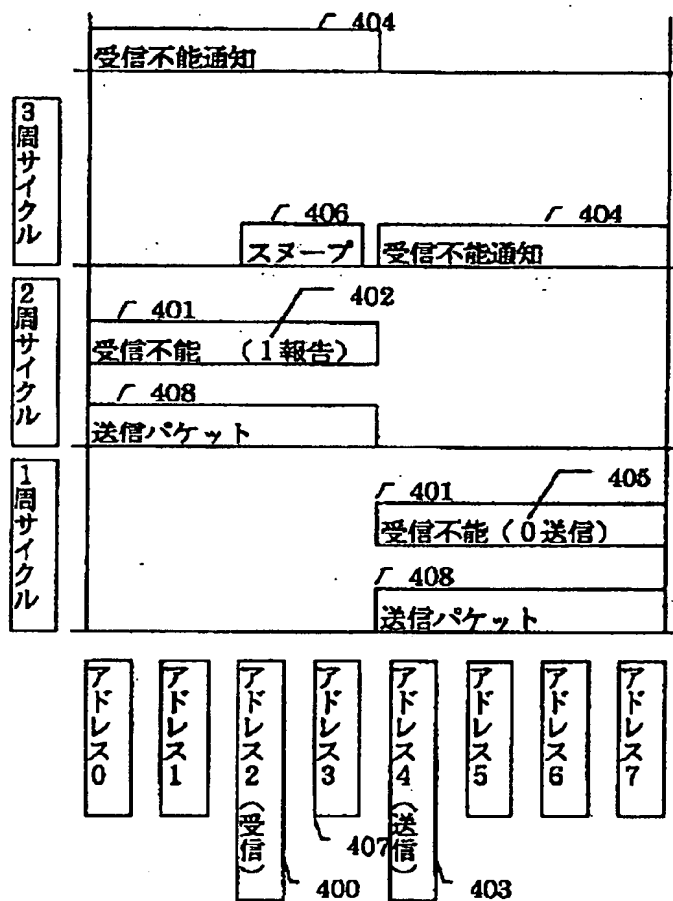 404
受信不能通知
3周サイクル
406
404
スヌープ
受信不能通知
2周サイクル
401
402
受信不能 (1報告)
408
送信パケット
1周サイクル
401
405
受信不能(0送信)
408
送信パケット
アドレス0
アドレス1
アドレス2(受信)
アドレス3
アドレス4(送信)
アドレス5
アドレス6
アドレス7
407
400
403